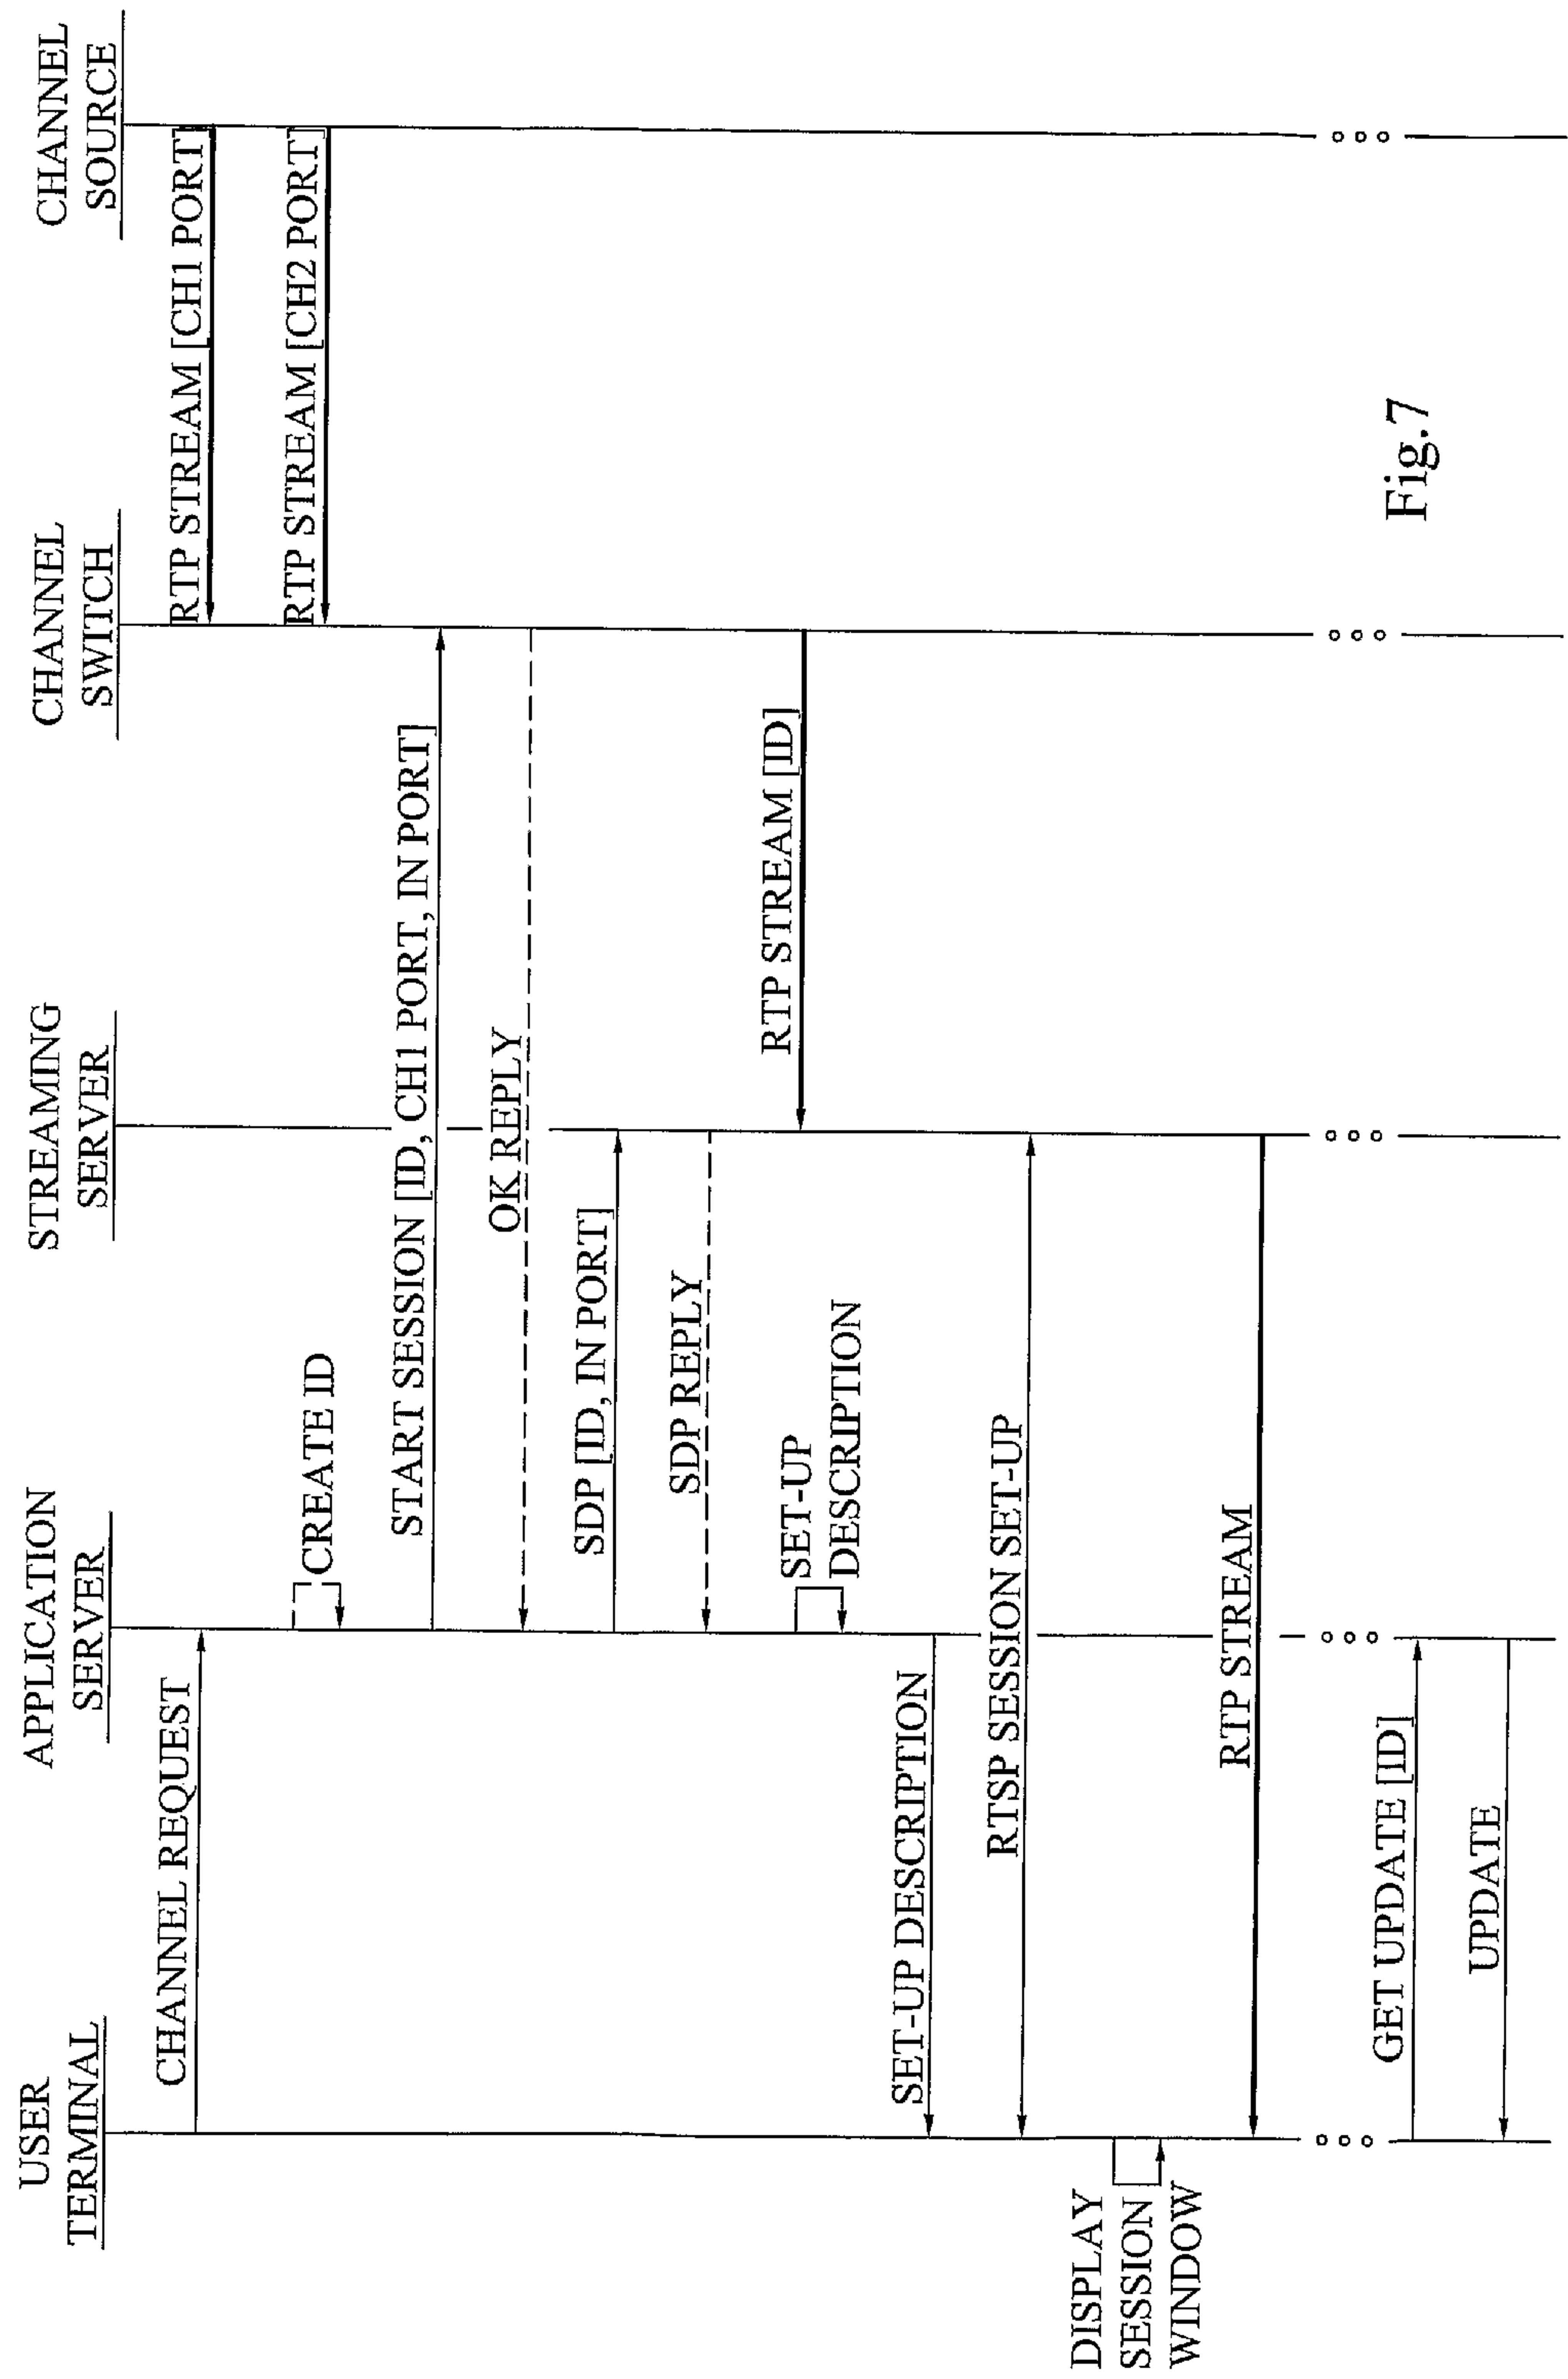 USER
TERMINAL
APPLICATION
SERVER
STREAMING
SERVER
CHANNEL
SWITCH
CHANNEL
SOURCE
CHANNEL REQUEST
RTP STREAM [CH1 PORT]
CREATE ID
RTP STREAM [CH2 PORT]
START SESSION [ID, CH1 PORT, IN PORT]
OK REPLY
SDP [ID, IN PORT]
SDP REPLY
SET-UP
DESCRIPTION
RTP STREAM [ID]
SET-UP DESCRIPTION
RTSP SESSION SET-UP
DISPLAY
SESSION
WINDOW
RTP STREAM
GET UPDATE [ID]
UPDATE
Fig.7